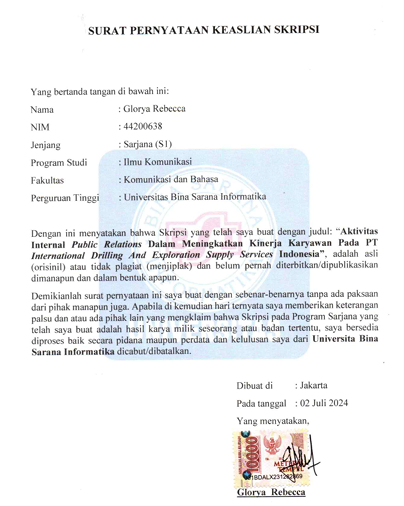 SURAT PERNYATAAN KEASLIAN SKRIPSI
Yang bertanda tangan di bawah ini:
Nama : Glorya Rebecca
NIM : 44200638
Jenjang : Sarjana (S1)
Program Studi : Ilmu Komunikasi
Fakultas : Komunikasi dan Bahasa
Perguruan Tinggi : Universitas Bina Sarana Informatika
Dengan ini menyatakan bahwa Skripsi yang telah saya buat dengan judul: “Aktivitas
Internal Public Relations Dalam Meningkatkan Kinerja Karyawan Pada PT
International Drilling And Exploration Supply Services Indonesia”, adalah asli
(orisinil) atau tidak plagiat (menjiplak) dan belum pernah diterbitkan/dipublikasikan
dimanapun dan dalam bentuk apapun.
Demikianlah surat pernyataan ini saya buat dengan sebenar-benarnya tanpa ada paksaan
dari pihak manapun juga. Apabila di kemudian hari ternyata saya memberikan keterangan
palsu dan atau ada pihak lain yang mengklaim bahwa Skripsi pada Program Sarjana yang
telah saya buat adalah hasil karya milik seseorang atau badan tertentu, saya bersedia
diproses baik secara pidana maupun perdata dan kelulusan saya dari Universita Bina
Sarana Informatika dicabut/dibatalkan.
Dibuat di : Jakarta
Pada tanggal : 02 Juli 2024
Yang menyatakan,
10000
Glorya Rebecca